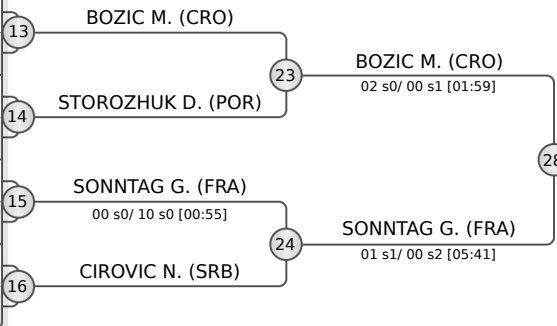 BOZIC M. (CRO)
13
BOZIC M. (CRO)
23
02 s0/ 00 s1 [01:59]
STOROZHUK D. (POR)
14
28
SONNTAG G. (FRA)
15
00 s0/ 10 s0 [00:55]
SONNTAG G. (FRA)
24
01 s1/ 00 s2 [05:41]
CIROVIC N. (SRB)
16